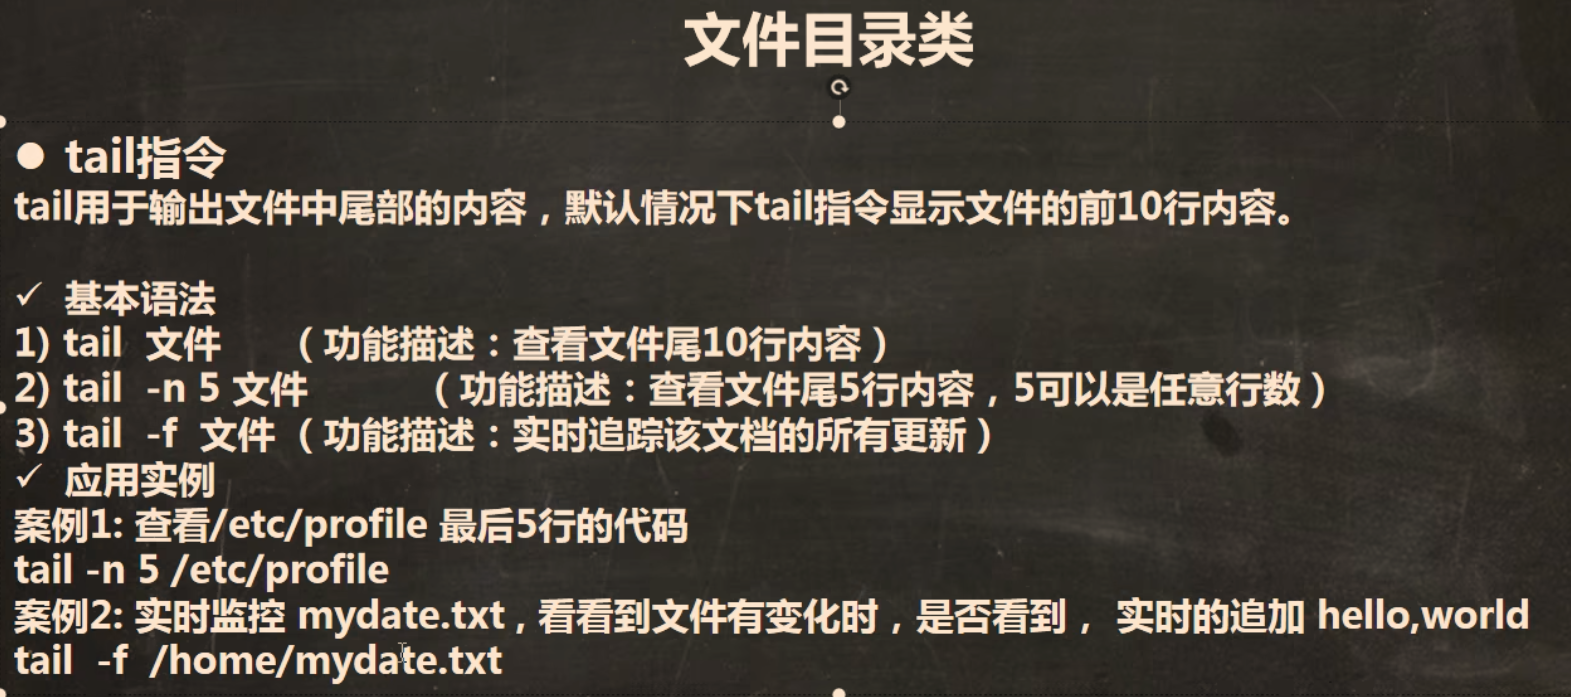 文件目录类
● tail指令
tail用于输出文件中尾部的内容，默认情况下tail指令显示文件的前10行内容。
✓ 基本语法
1) tail 文件 （功能描述：查看文件尾10行内容）
2) tail -n 5 文件 （功能描述：查看文件尾5行内容，5可以是任意行数）
3) tail -f 文件（功能描述：实时追踪该文档的所有更新）
✓ 应用实例
案例1: 查看/etc/profile 最后5行的代码
tail -n 5 /etc/profile
案例2: 实时监控 mydate.txt , 看看到文件有变化时，是否看到， 实时的追加 hello,world
tail -f /home/mydate.txt